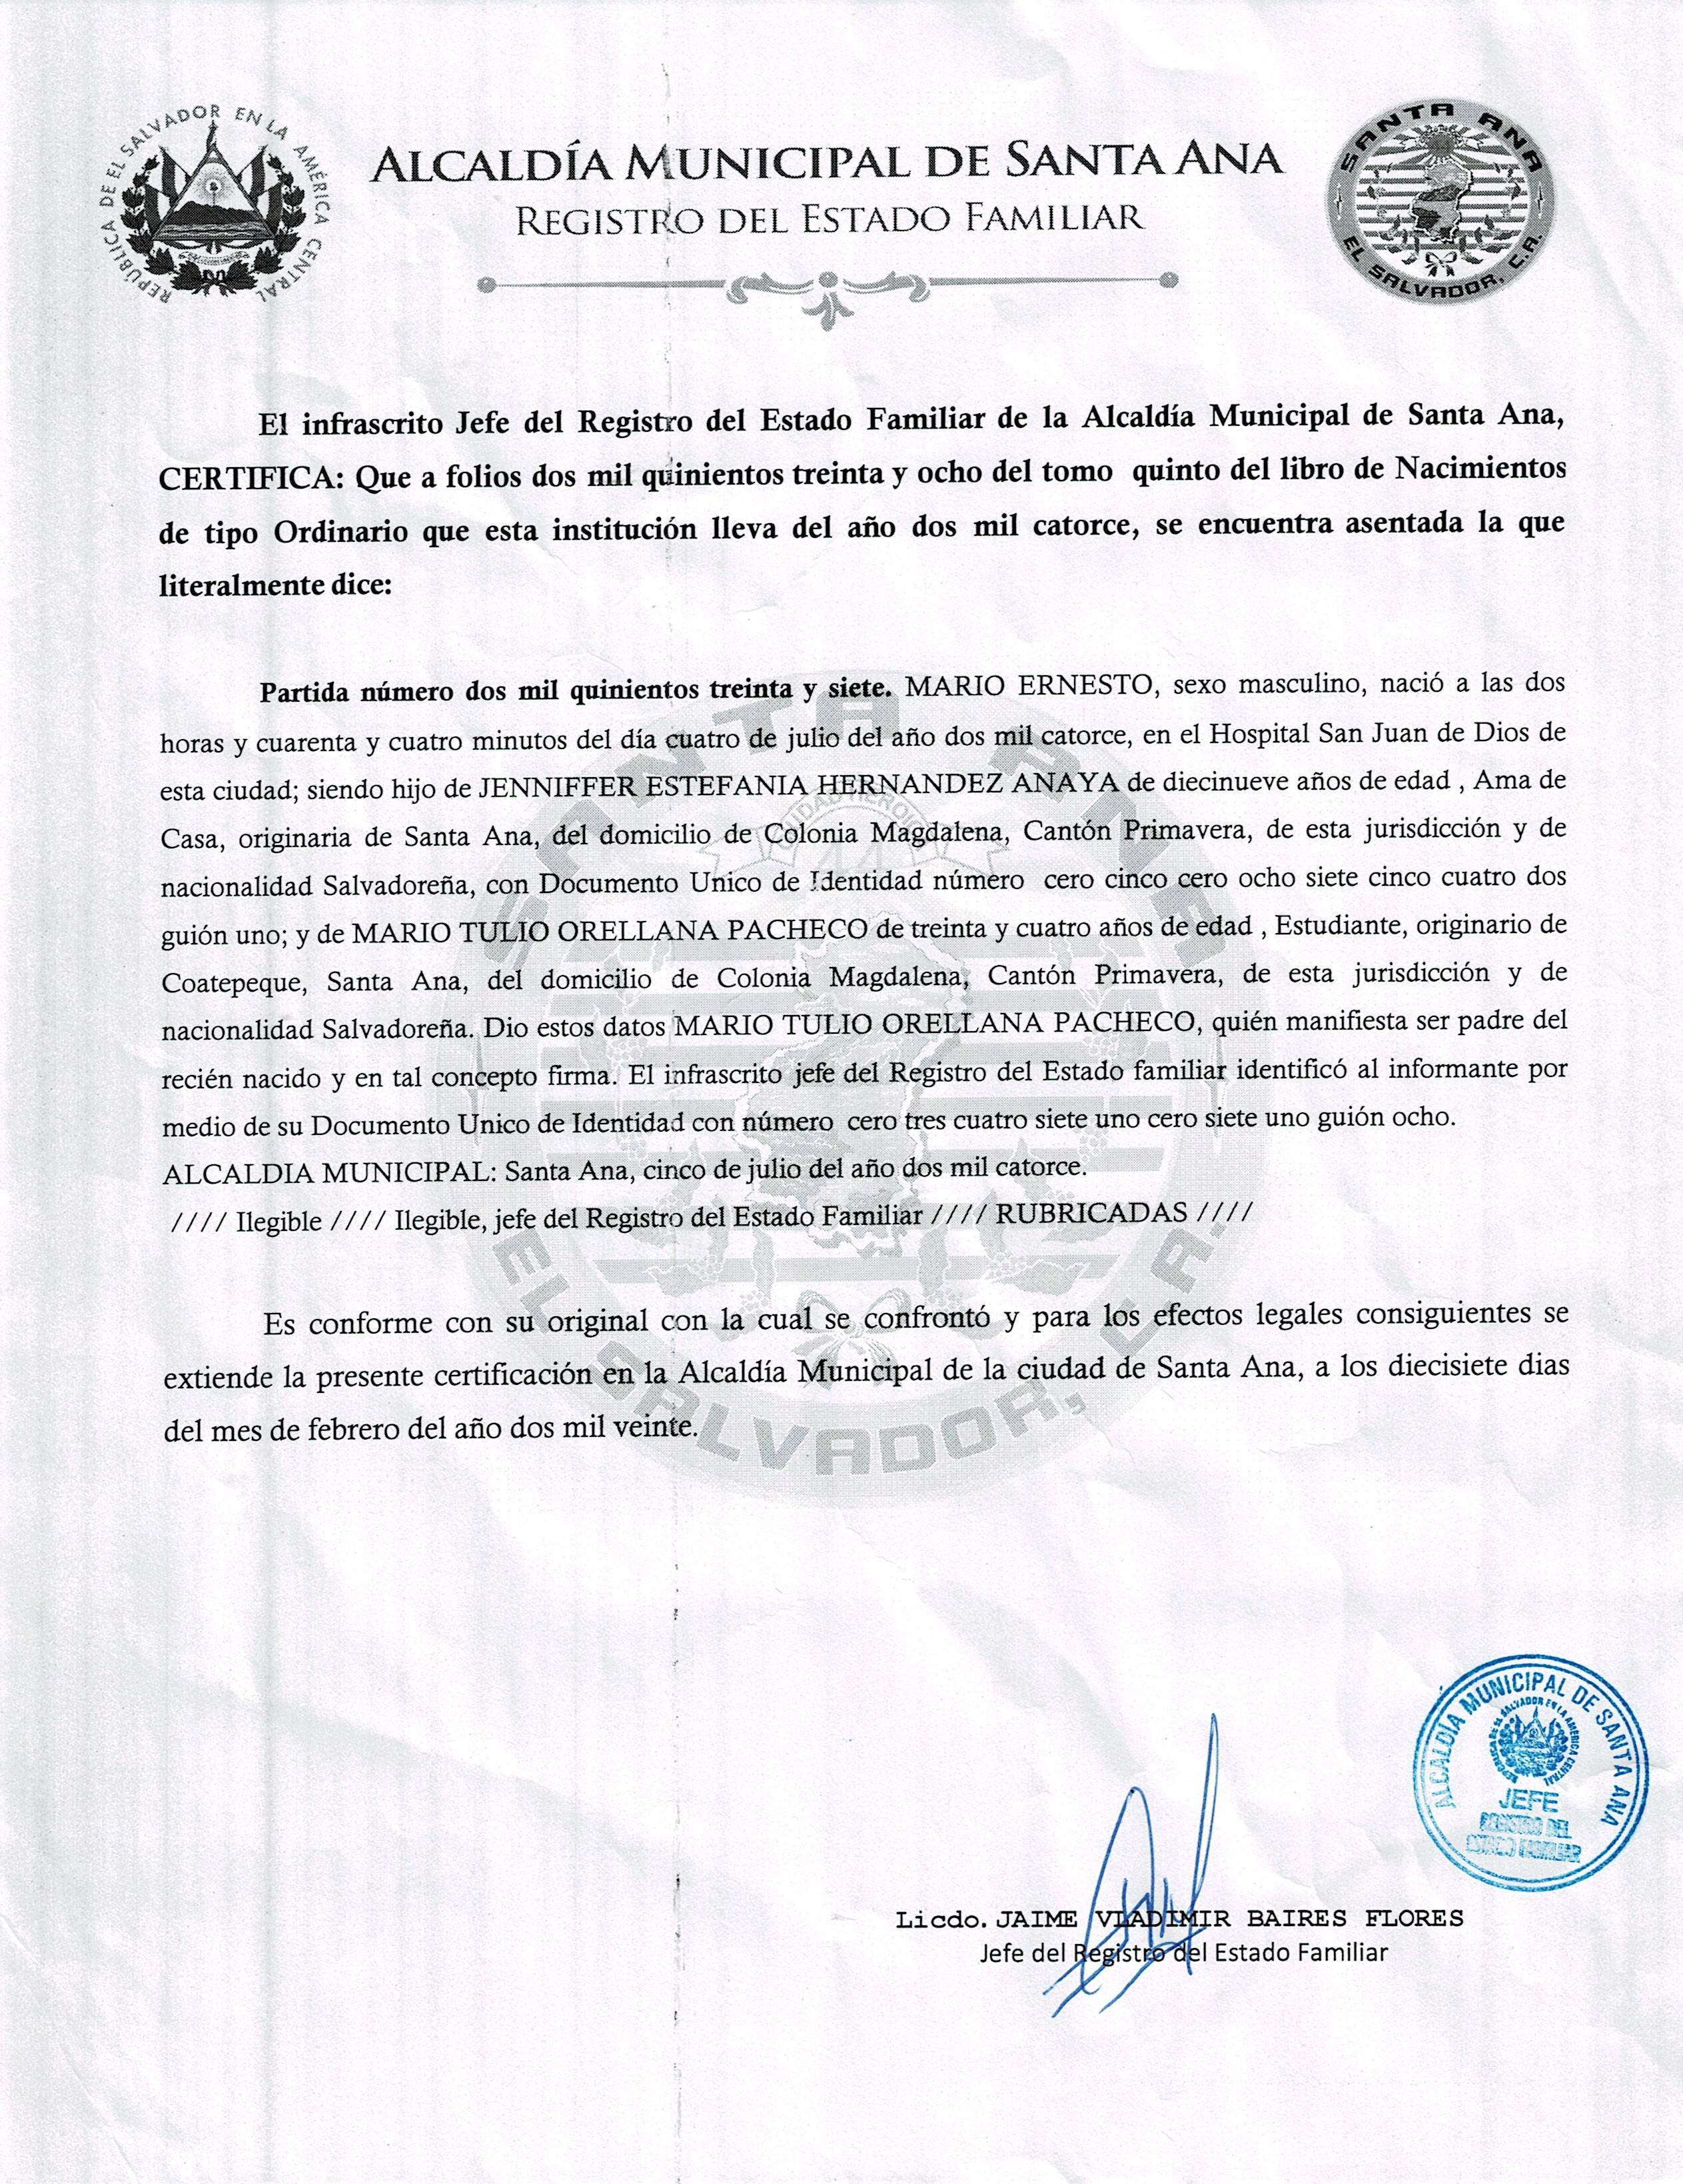 REPÚBLICA DE EL SALVADOR EN LA AMÉRICA CENTRAL
ALCALDÍA MUNICIPAL DE SANTA ANA
REGISTRO DEL ESTADO FAMILIAR
SANTA ANA
EL SALVADOR, C.A.
El infrascrito Jefe del Registro del Estado Familiar de la Alcaldía Municipal de Santa Ana,
CERTIFICA: Que a folios dos mil quinientos treinta y ocho del tomo quinto del libro de Nacimientos
de tipo Ordinario que esta institución lleva del año dos mil catorce, se encuentra asentada la que
literalmente dice:
Partida número dos mil quinientos treinta y siete. MARIO ERNESTO, sexo masculino, nació a las dos
horas y cuarenta y cuatro minutos del día cuatro de julio del año dos mil catorce, en el Hospital San Juan de Dios de
esta ciudad; siendo hijo de JENNIFFER ESTEFANIA HERNANDEZ ANAYA de diecinueve años de edad , Ama de
Casa, originaria de Santa Ana, del domicilio de Colonia Magdalena, Cantón Primavera, de esta jurisdicción y de
nacionalidad Salvadoreña, con Documento Unico de Identidad número cero cinco cero ocho siete cinco cuatro dos
guión uno; y de MARIO TULIO ORELLANA PACHECO de treinta y cuatro años de edad , Estudiante, originario de
Coatepeque, Santa Ana, del domicilio de Colonia Magdalena, Cantón Primavera, de esta jurisdicción y de
nacionalidad Salvadoreña. Dio estos datos MARIO TULIO ORELLANA PACHECO, quién manifiesta ser padre del
recién nacido y en tal concepto firma. El infrascrito jefe del Registro del Estado familiar identificó al informante por
medio de su Documento Unico de Identidad con número cero tres cuatro siete uno cero siete uno guión ocho.
ALCALDIA MUNICIPAL: Santa Ana, cinco de julio del año dos mil catorce.
//// Ilegible //// Ilegible, jefe del Registro del Estado Familiar //// RUBRICADAS ////
SANTA ANA
CIUDAD HEROICA
44
EL SALVADOR, C.A.
Es conforme con su original con la cual se confrontó y para los efectos legales consiguientes se
extiende la presente certificación en la Alcaldía Municipal de la ciudad de Santa Ana, a los diecisiete dias
del mes de febrero del año dos mil veinte.
ALCALDÍA MUNICIPAL DE SANTA ANA
REPÚBLICA DE EL SALVADOR EN LA AMÉRICA CENTRAL
JEFE
REGISTRO DEL
ESTADO FAMILIAR
Licdo. JAIME VLADIMIR BAIRES FLORES
Jefe del Registro del Estado Familiar